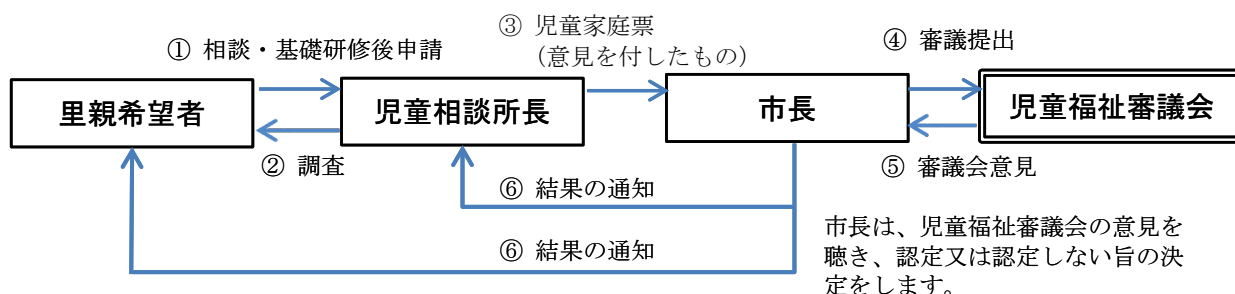 ① 相談・基礎研修後申請
③ 児童家庭票
(意見を付したもの)
④ 審議提出
里親希望者
児童相談所長
市長
児童福祉審議会
② 調査
⑤ 審議会意見
⑥ 結果の通知
⑥ 結果の通知
市長は、児童福祉審議会の意見を
聴き、認定又は認定しない旨の決
定をします。